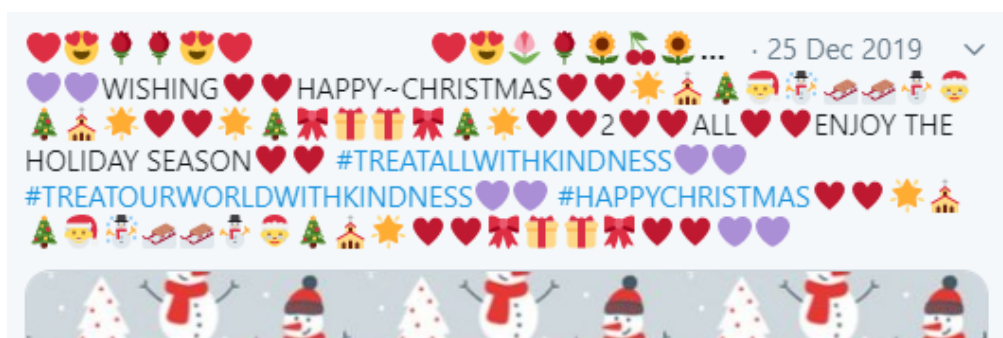 ❤️😍🌹🌹😍❤️ ❤️😍🌷🌹🌻🍒🌻... · 25 Dec 2019
💜💜WISHING♥️♥️HAPPY~CHRISTMAS♥️♥️🌟⛪🎄🎅☃️🛷🛷⛄🤶
🎄⛪🌟♥️♥️🌟🎄🎀🎁🎁🎀🎄🌟♥️♥️2♥️♥️ALL♥️♥️ENJOY THE
HOLIDAY SEASON♥️♥️ #TREATALLWITHKINDNESS💜💜
#TREATOURWORLDWITHKINDNESS💜💜 #HAPPYCHRISTMAS♥️♥️🌟⛪
🎄🎅☃️🛷🛷⛄🤶🎄⛪🌟♥️♥️🎀🎁🎁🎀♥️♥️💜💜